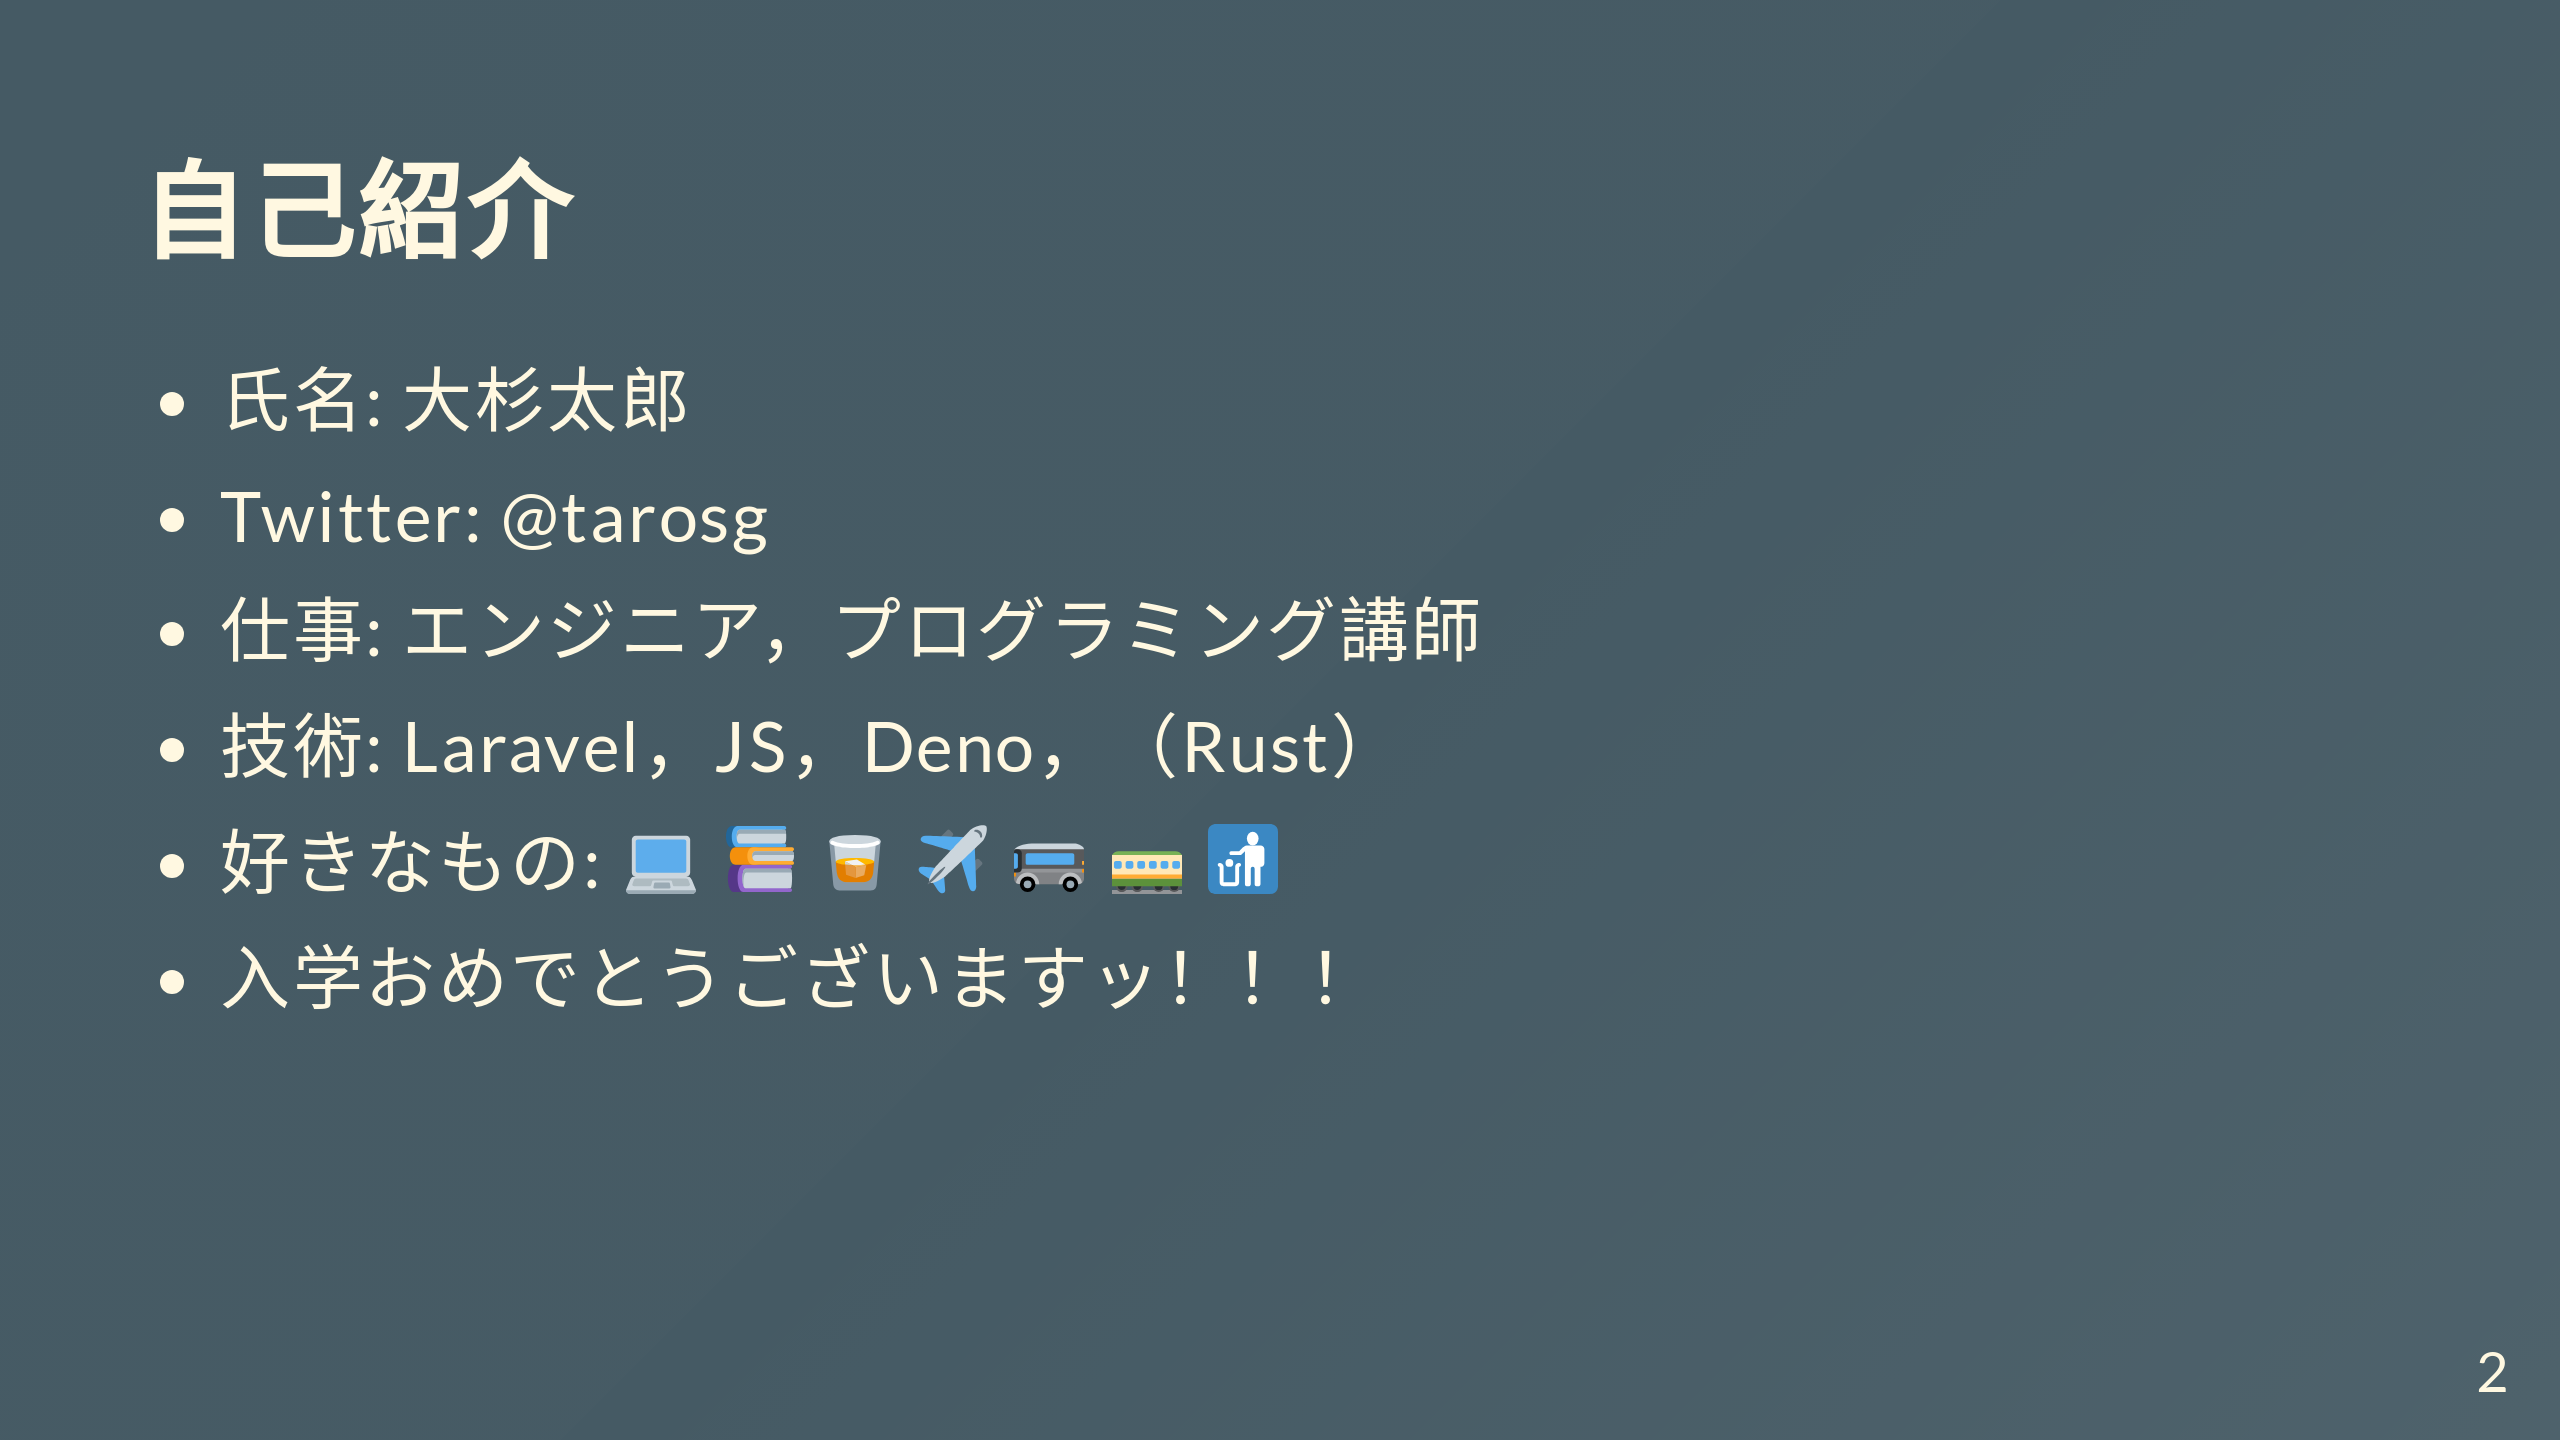 自己紹介
• 氏名: 大杉太郎
• Twitter: @tarosg
• 仕事: エンジニア，プログラミング講師
• 技術: Laravel，JS，Deno，（Rust）
• 好きなもの: 💻 📚 🥃 ✈️ 🚌 🚃 🚮
• 入学おめでとうございますッ！！！
2